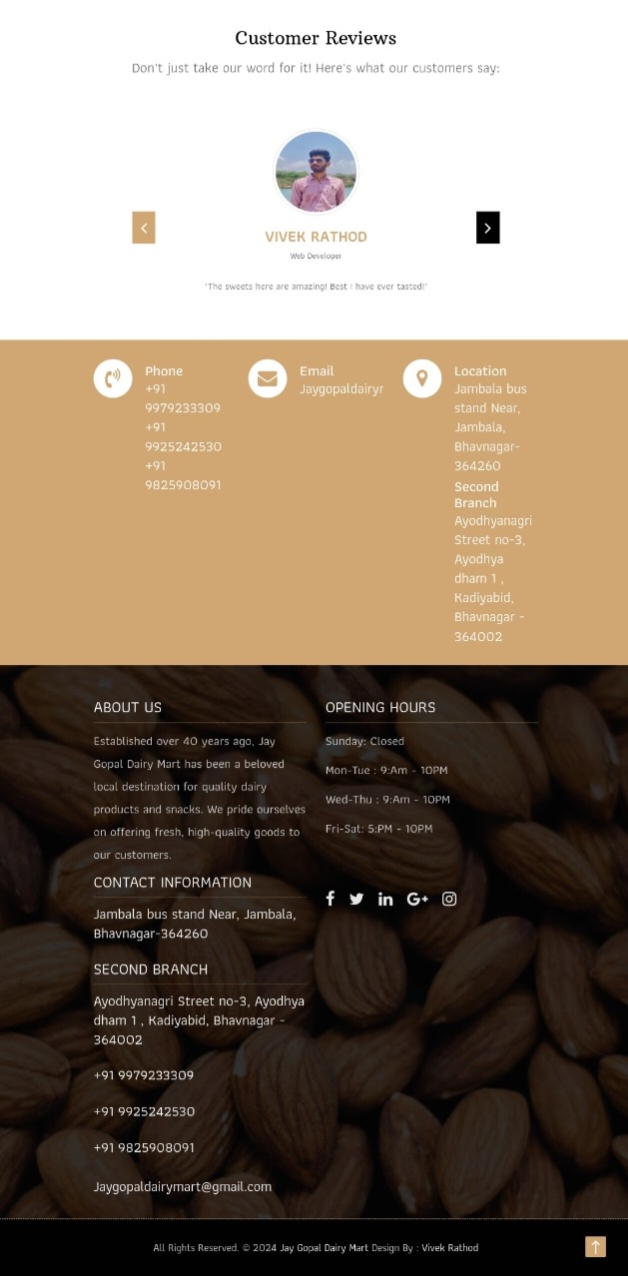 Customer Reviews
Don't just take our word for it! Here's what our customers say:
VIVEK RATHOD
Web Developer
"The sweets here are amazing! Best I have ever tasted!"
Phone
+91
9979233309
+91
9925242530
+91
9825908091
Email
Jaygopaldairyr
Location
Jambala bus
stand Near,
Jambala,
Bhavnagar-
364260
Second
Branch
Ayodhyanagri
Street no-3,
Ayodhya
dham 1 ,
Kadiyabid,
Bhavnagar -
364002
ABOUT US
Established over 40 years ago, Jay
Gopal Dairy Mart has been a beloved
local destination for quality dairy
products and snacks. We pride ourselves
on offering fresh, high-quality goods to
our customers.
CONTACT INFORMATION
Jambala bus stand Near, Jambala,
Bhavnagar-364260
SECOND BRANCH
Ayodhyanagri Street no-3, Ayodhya
dham 1 , Kadiyabid, Bhavnagar -
364002
+91 9979233309
+91 9925242530
+91 9825908091
Jaygopaldairymart@gmail.com
OPENING HOURS
Sunday: Closed
Mon-Tue : 9:Am - 10PM
Wed-Thu : 9:Am - 10PM
Fri-Sat: 5:PM - 10PM
All Rights Reserved. © 2024 Jay Gopal Dairy Mart Design By : Vivek Rathod